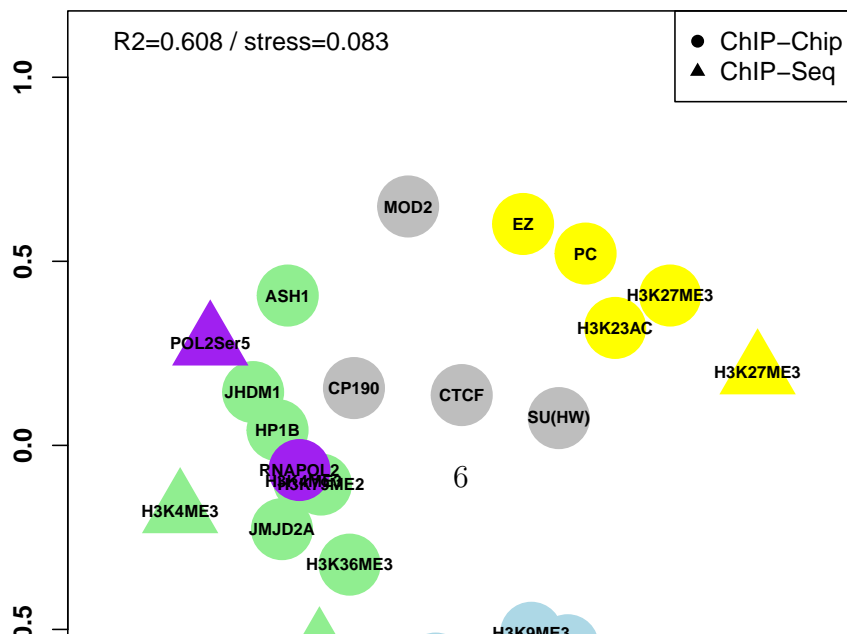 R2=0.608 / stress=0.083
ChIP−Chip
ChIP−Seq
1.0
0.5
0.0
0.5
MOD2
EZ
PC
ASH1
H3K27ME3
H3K23AC
POL2Ser5
H3K27ME3
JHDM1
CP190
CTCF
SU(HW)
HP1B
RNAPOL2
H3K79ME2
6
H3K4ME3
JMJD2A
H3K36ME3
H3K9ME3